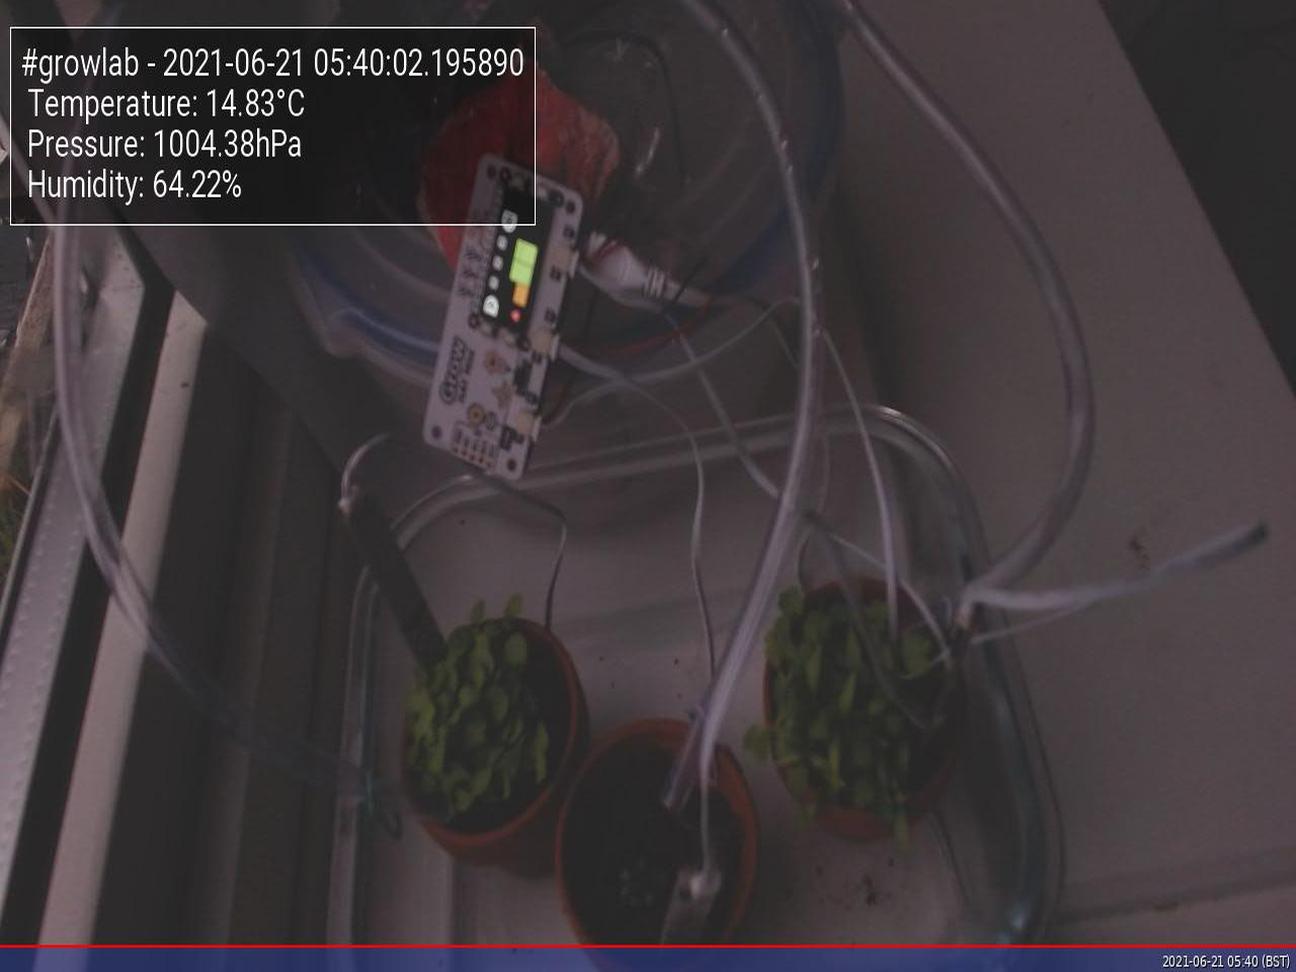 #growlab - 2021-06-21 05:40:02.195890
Temperature: 14.83°C
Pressure: 1004.38hPa
Humidity: 64.22%
GROW
2021-06-21 05:40 (BST)